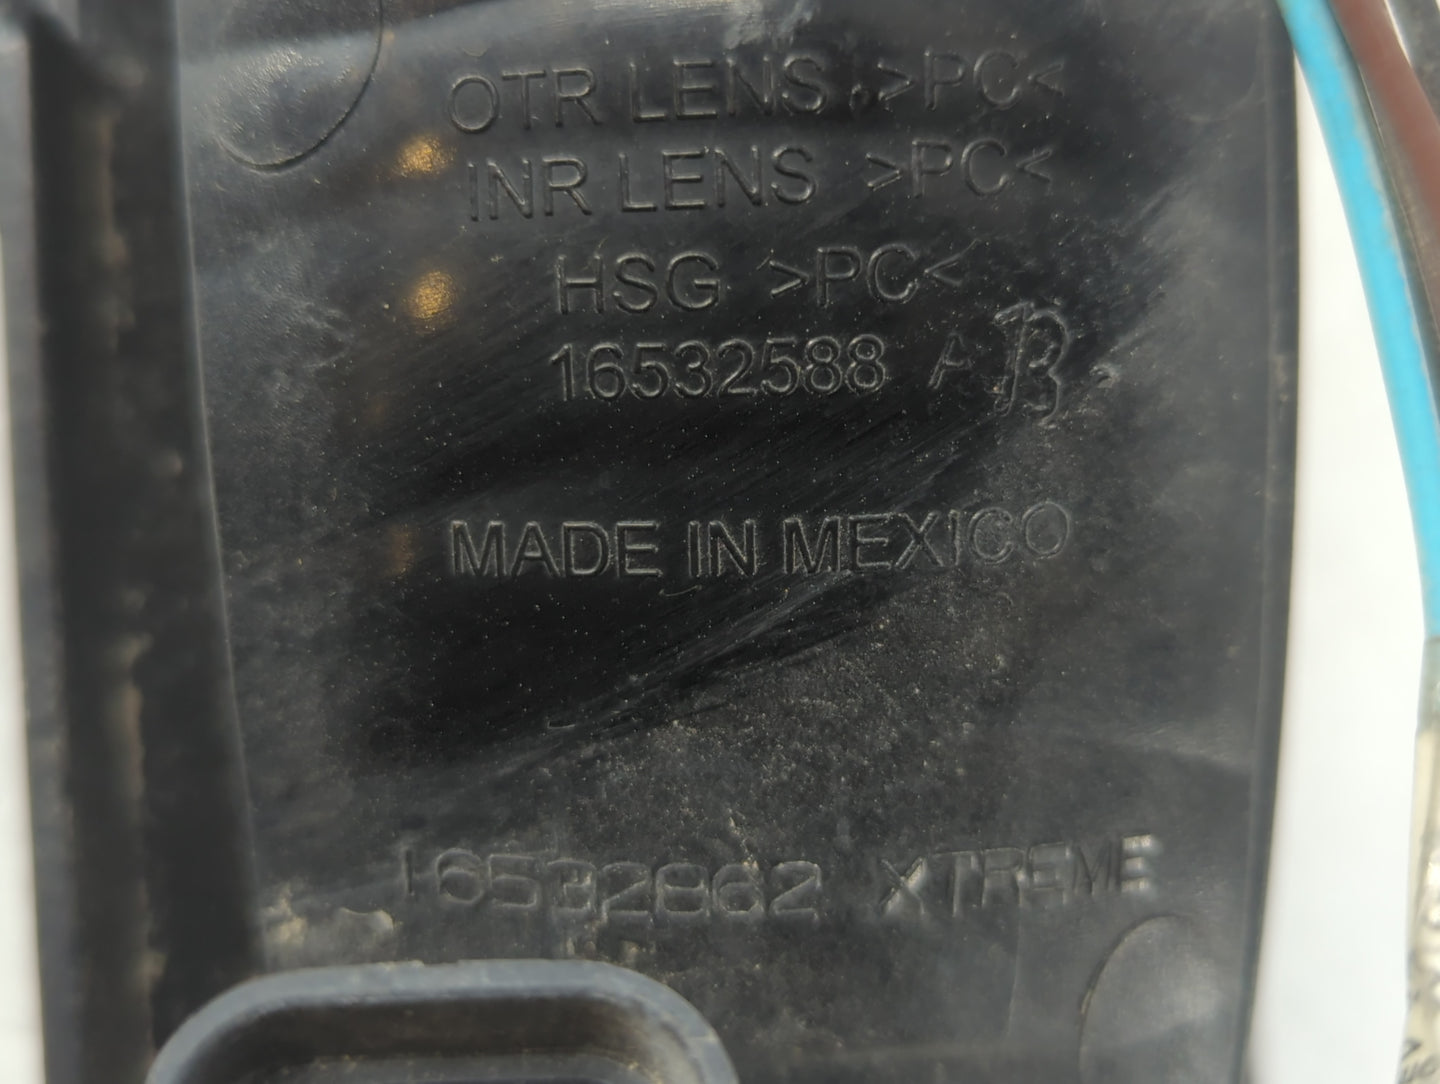 OTR LENS >PC<
INR LENS >PC<
HSG >PC<
16532588 A B
MADE IN MEXICO
16532862 XTREME